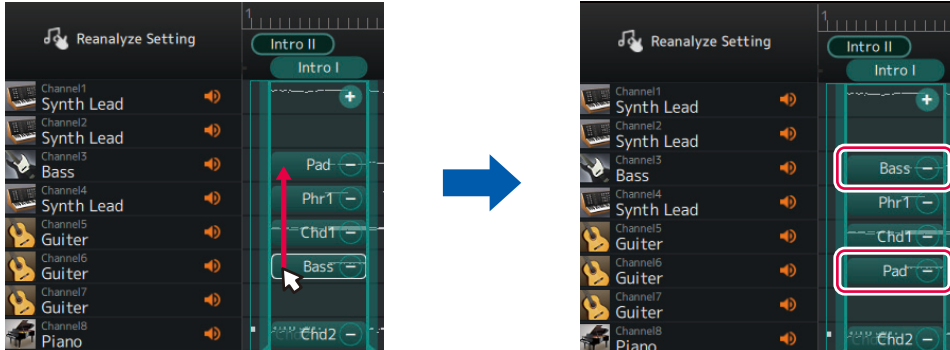 Reanalyze Setting
1
Intro II
Intro I
Channel1
Synth Lead
Channel2
Synth Lead
Channel3
Bass
Pad
Channel4
Synth Lead
Phr1
Channel5
Guiter
Chd1
Channel6
Guiter
Bass
Channel7
Guiter
Channel8
Piano
Chd2
Reanalyze Setting
1
Intro II
Intro I
Channel1
Synth Lead
Channel2
Synth Lead
Channel3
Bass
Bass
Channel4
Synth Lead
Phr1
Channel5
Guiter
Chd1
Channel6
Guiter
Pad
Channel7
Guiter
Channel8
Piano
Chd2